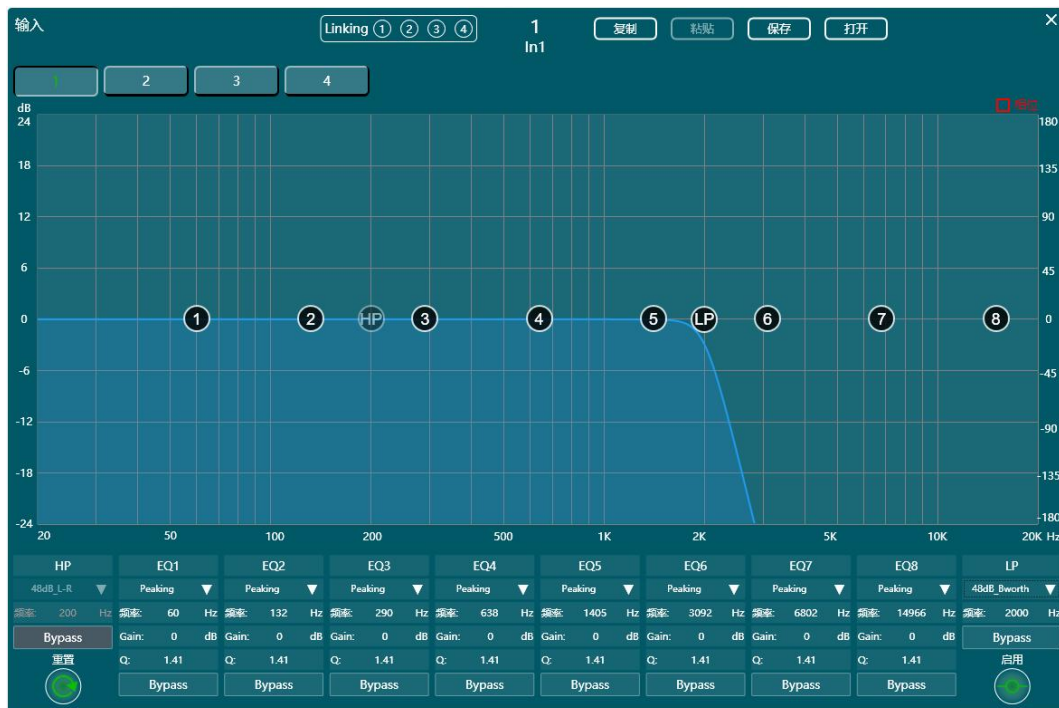 输入 Linking 1 2 3 4 1 复制 粘贴 保存 打开 ×
In1
1 2 3 4
dB 相位
24 180
18 135
12 90
6 45
0 1 2 HP 3 4 5 LP 6 7 8 0
-6 -45
-12 -90
-18 -135
-24 -180
20 50 100 200 500 1K 2K 5K 10K 20K Hz
HP EQ1 EQ2 EQ3 EQ4 EQ5 EQ6 EQ7 EQ8 LP
48dB_L-R Peaking Peaking Peaking Peaking Peaking Peaking Peaking Peaking 48dB_Bworth
频率: 200 Hz 频率: 60 Hz 频率: 132 Hz 频率: 290 Hz 频率: 638 Hz 频率: 1405 Hz 频率: 3092 Hz 频率: 6802 Hz 频率: 14966 Hz 频率: 2000 Hz
Bypass Gain: 0 dB Gain: 0 dB Gain: 0 dB Gain: 0 dB Gain: 0 dB Gain: 0 dB Gain: 0 dB Gain: 0 dB Bypass
重置 Q: 1.41 Q: 1.41 Q: 1.41 Q: 1.41 Q: 1.41 Q: 1.41 Q: 1.41 Q: 1.41 启用
Bypass Bypass Bypass Bypass Bypass Bypass Bypass Bypass